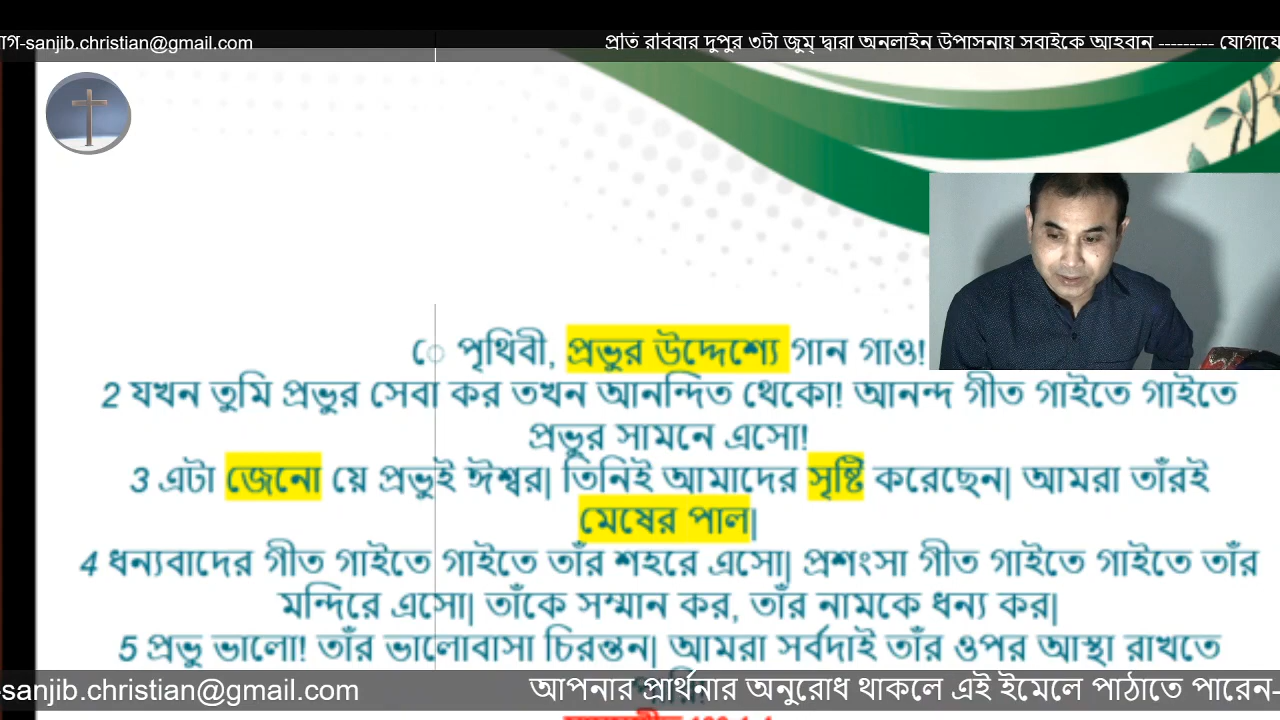 াগ-sanjib.christian@gmail.com
প্রতি রবিবার দুপুর ৩টা জুম্ দ্বারা অনলাইন উপাসনায় সবাইকে আহবান --------- যোগাযে
ে পৃথিবী, প্রভুর উদ্দেশ্যে গান গাও!
2 যখন তুমি প্রভুর সেবা কর তখন আনন্দিত থেকো! আনন্দ গীত গাইতে গাইতে
প্রভুর সামনে এসো!
3 এটা জেনো য়ে প্রভুই ঈশ্বর| তিনিই আমাদের সৃষ্টি করেছেন| আমরা তাঁরই
মেষের পাল|
4 ধন্যবাদের গীত গাইতে গাইতে তাঁর শহরে এসো| প্রশংসা গীত গাইতে গাইতে তাঁর
মন্দিরে এসো| তাঁকে সম্মান কর, তাঁর নামকে ধন্য কর|
5 প্রভু ভালো! তাঁর ভালোবাসা চিরন্তন| আমরা সর্বদাই তাঁর ওপর আস্থা রাখতে
-sanjib.christian@gmail.com
আপনার প্রার্থনার অনুরোধ থাকলে এই ইমেলে পাঠাতে পারেন-